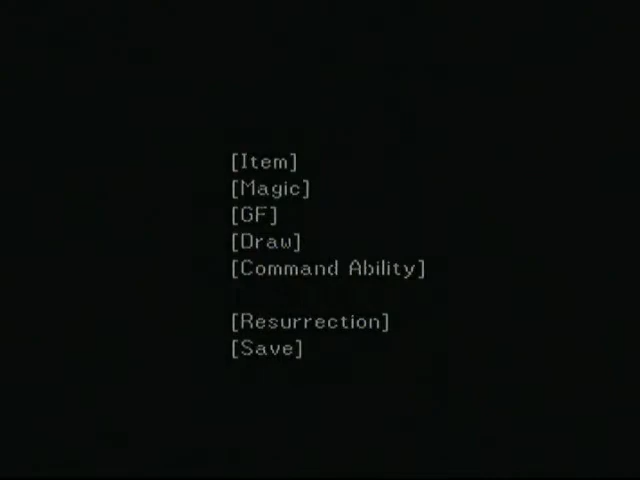 [Item]
[Magic]
[GF]
[Draw]
[Command Ability]
[Resurrection]
[Save]